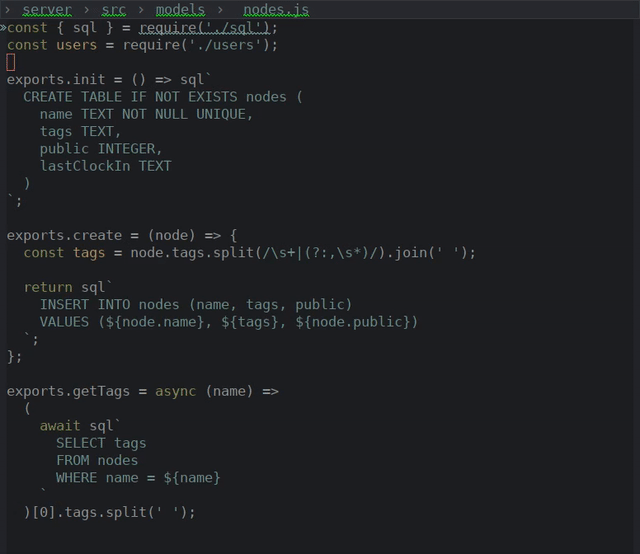 › server › src › models › nodes.js
»const { sql } = require('./sql');
const users = require('./users');
exports.init = () => sql`
  CREATE TABLE IF NOT EXISTS nodes (
    name TEXT NOT NULL UNIQUE,
    tags TEXT,
    public INTEGER,
    lastClockIn TEXT
  )
`;
exports.create = (node) => {
  const tags = node.tags.split(/\s+|(?:,\s*)/).join(' ');
  return sql`
    INSERT INTO nodes (name, tags, public)
    VALUES (${node.name}, ${tags}, ${node.public})
  `;
};
exports.getTags = async (name) =>
  (
    await sql`
      SELECT tags
      FROM nodes
      WHERE name = ${name}
    `
  )[0].tags.split(' ');